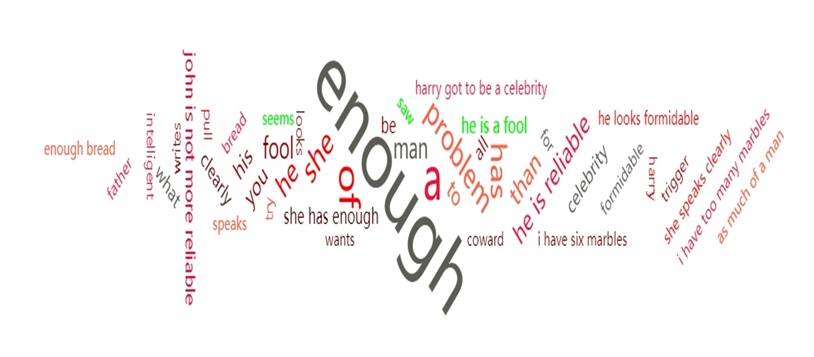 enough bread
father
intelligent
what
writes
john is not more reliable
pull
clearly
bread
his
speaks
you
try
seems
fool
looks
he
she
she has enough
wants
of
enough
be
man
saw
harry got to be a celebrity
a
problem
to
he is a fool
all
has
coward
than
for
he is reliable
i have six marbles
celebrity
he looks formidable
formidable
harry
trigger
she speaks clearly
i have too many marbles
as much of a man